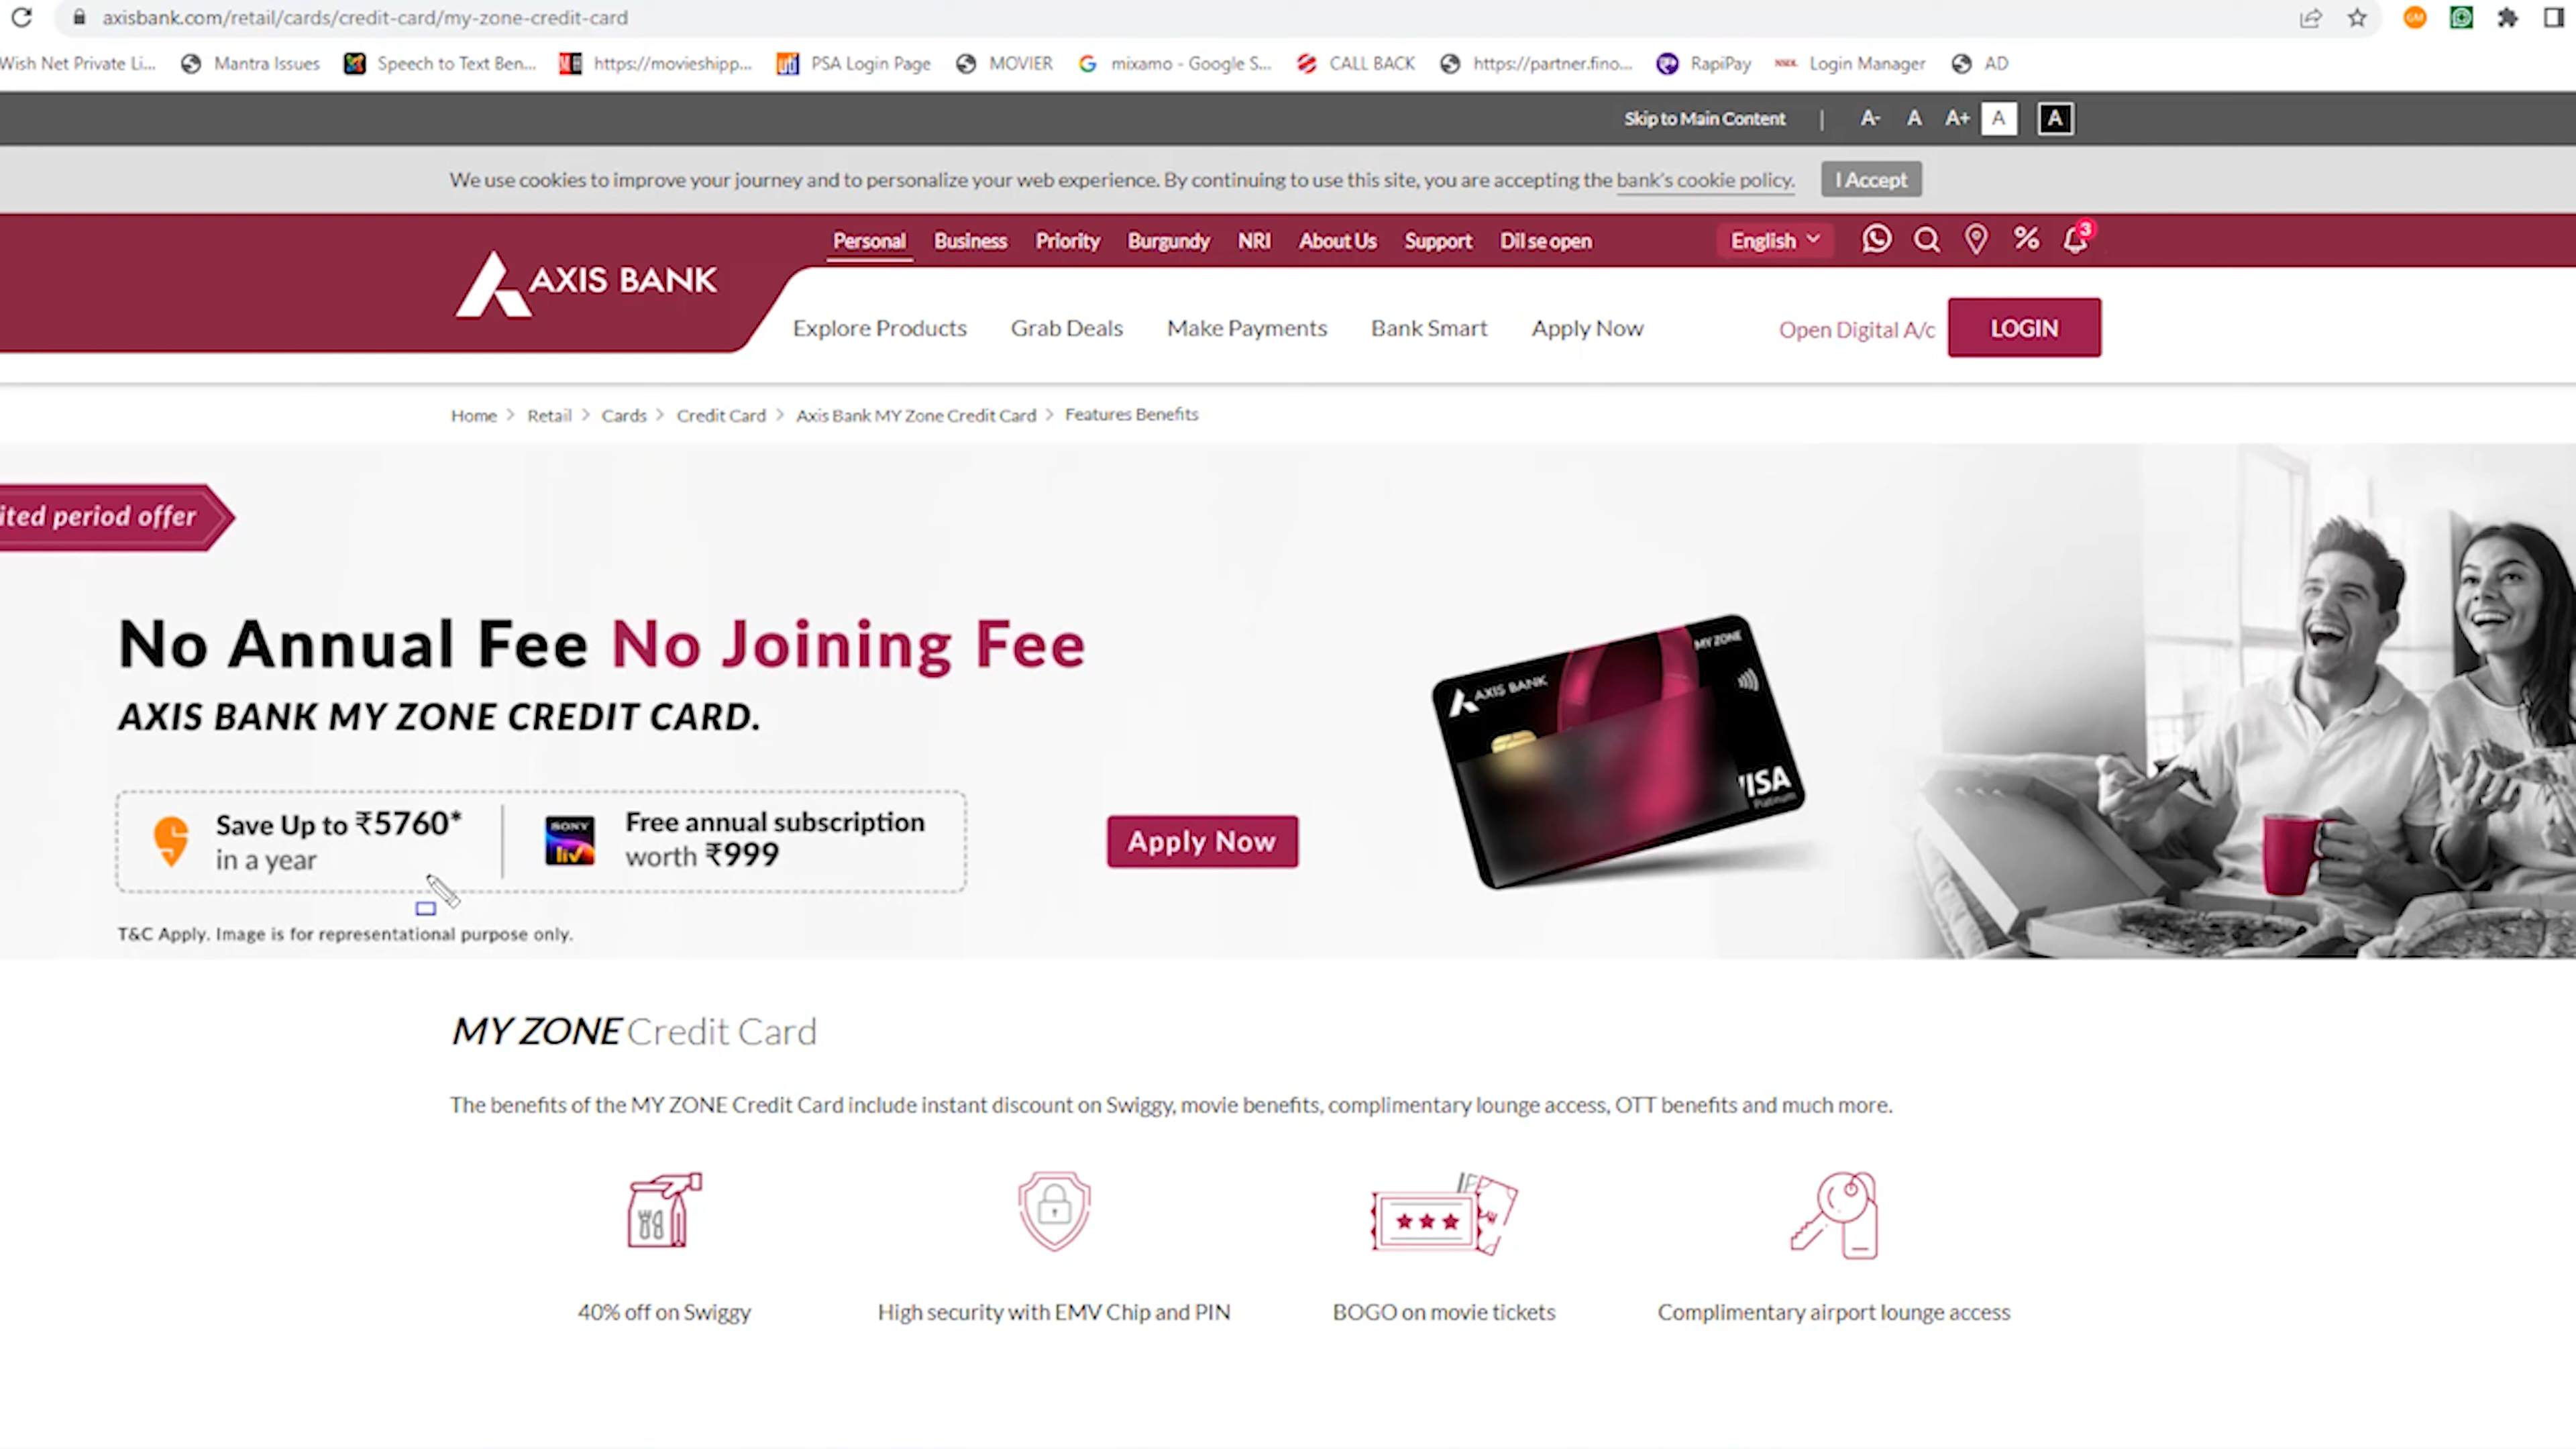 axisbank.com/retail/cards/credit-card/my-zone-credit-card
GM
Wish Net Private Li... Mantra Issues Speech to Text Ben... https://movieshipp... PSA Login Page MOVIER mixamo - Google S... CALL BACK https://partner.fino... RapiPay NSDL Login Manager AD
Skip to Main Content | A- A A+ A A
We use cookies to improve your journey and to personalize your web experience. By continuing to use this site, you are accepting the bank's cookie policy. I Accept
Personal Business Priority Burgundy NRI About Us Support Dil se open English % 3
AXIS BANK
Explore Products Grab Deals Make Payments Bank Smart Apply Now Open Digital A/c LOGIN
Home > Retail > Cards > Credit Card > Axis Bank MY Zone Credit Card > Features Benefits
ited period offer
No Annual Fee No Joining Fee
AXIS BANK MY ZONE CREDIT CARD.
Save Up to ₹5760*
in a year
SONY
liv
Free annual subscription
worth ₹999
Apply Now
AXIS BANK
MY ZONE
VISA
Platinum
T&C Apply. Image is for representational purpose only.
MY ZONE Credit Card
The benefits of the MY ZONE Credit Card include instant discount on Swiggy, movie benefits, complimentary lounge access, OTT benefits and much more.
40% off on Swiggy
High security with EMV Chip and PIN
BOGO on movie tickets
Complimentary airport lounge access